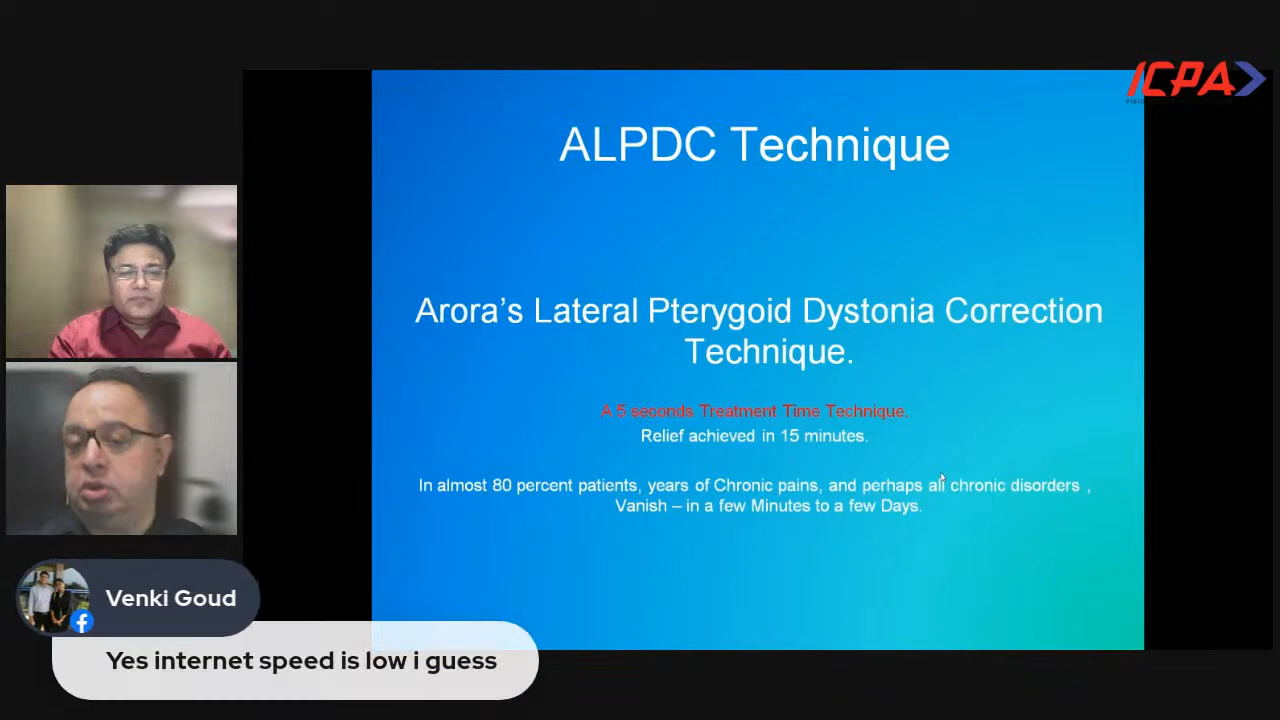 ICPA
ALPDC Technique
Arora's Lateral Pterygoid Dystonia Correction
Technique.
A 5 seconds Treatment Time Technique.
Relief achieved in 15 minutes.
In almost 80 percent patients, years of Chronic pains, and perhaps all chronic disorders ,
Vanish – in a few Minutes to a few Days.
Venki Goud
Yes internet speed is low i guess